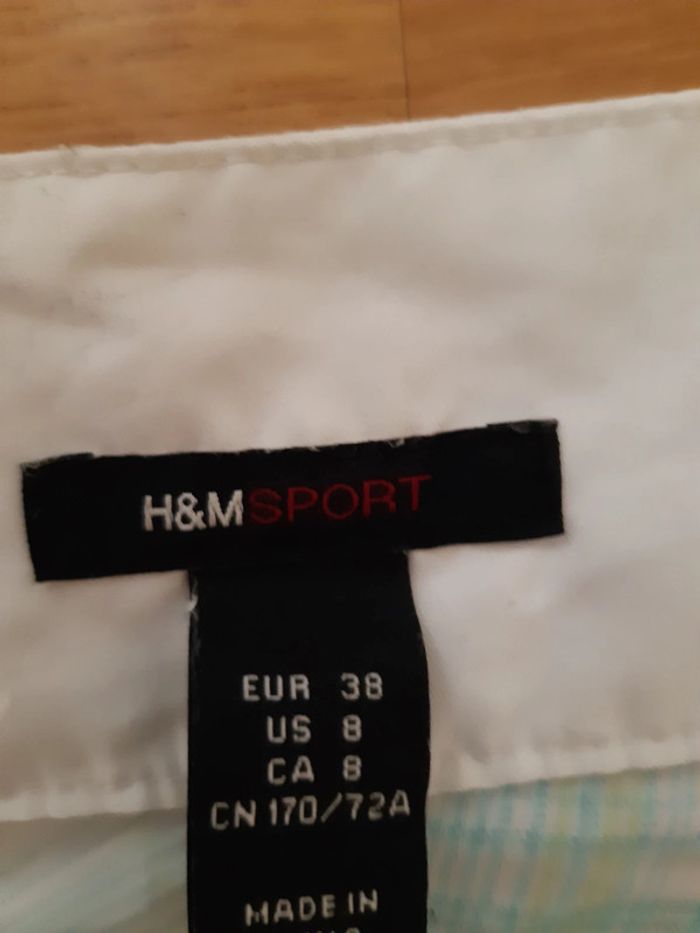 H&MSPORT
EUR 38
US 8
CA 8
CN 170/72A
MADE IN